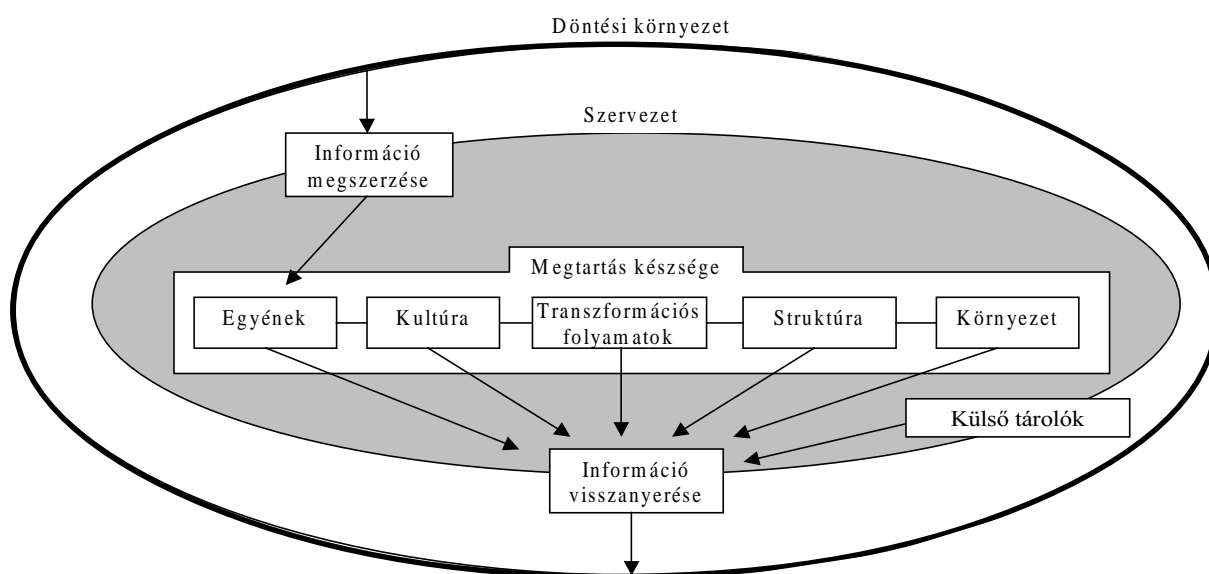 Döntési környezet
Szervezet
Információ
megszerzése
Megtartás készsége
Egyének
Kultúra
Transzformációs
folyamatok
Struktúra
Környezet
Külső tárolók
Információ
visszanyerése